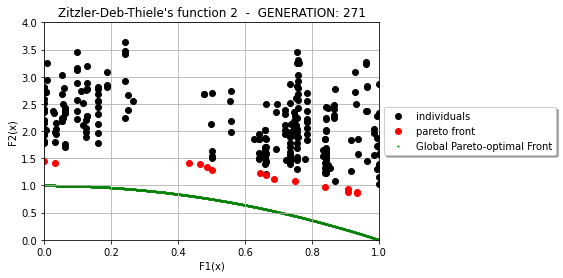 Zitzler-Deb-Thiele's function 2 - GENERATION: 271
4.0
3.5
3.0
2.5
2.0
1.5
1.0
0.5
0.0
F2(x)
0.0 0.2 0.4 0.6 0.8 1.0
F1(x)
individuals
pareto front
Global Pareto-optimal Front